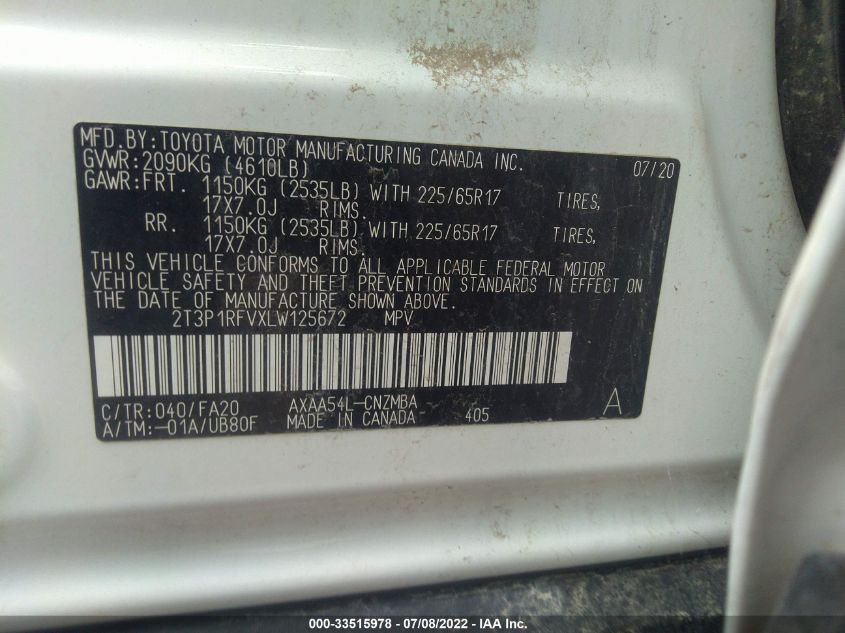 MFD.BY:TOYOTA MOTOR MANUFACTURING CANADA INC. 07/20
GVWR:2090KG (4610LB)
GAWR:FRT. 1150KG (2535LB) WITH 225/65R17 TIRES,
17X7.0J RIMS.
RR. 1150KG (2535LB) WITH 225/65R17 TIRES,
17X7.0J RIMS.
THIS VEHICLE CONFORMS TO ALL APPLICABLE FEDERAL MOTOR
VEHICLE SAFETY AND THEFT PREVENTION STANDARDS IN EFFECT ON
THE DATE OF MANUFACTURE SHOWN ABOVE.
2T3P1RFVXLW125672 MPV
C/TR:040/FA20 AXAA54L-CNZMBA A
A/TM:-01A/UB80F MADE IN CANADA 405
000-33515978 - 07/08/2022 - IAA Inc.